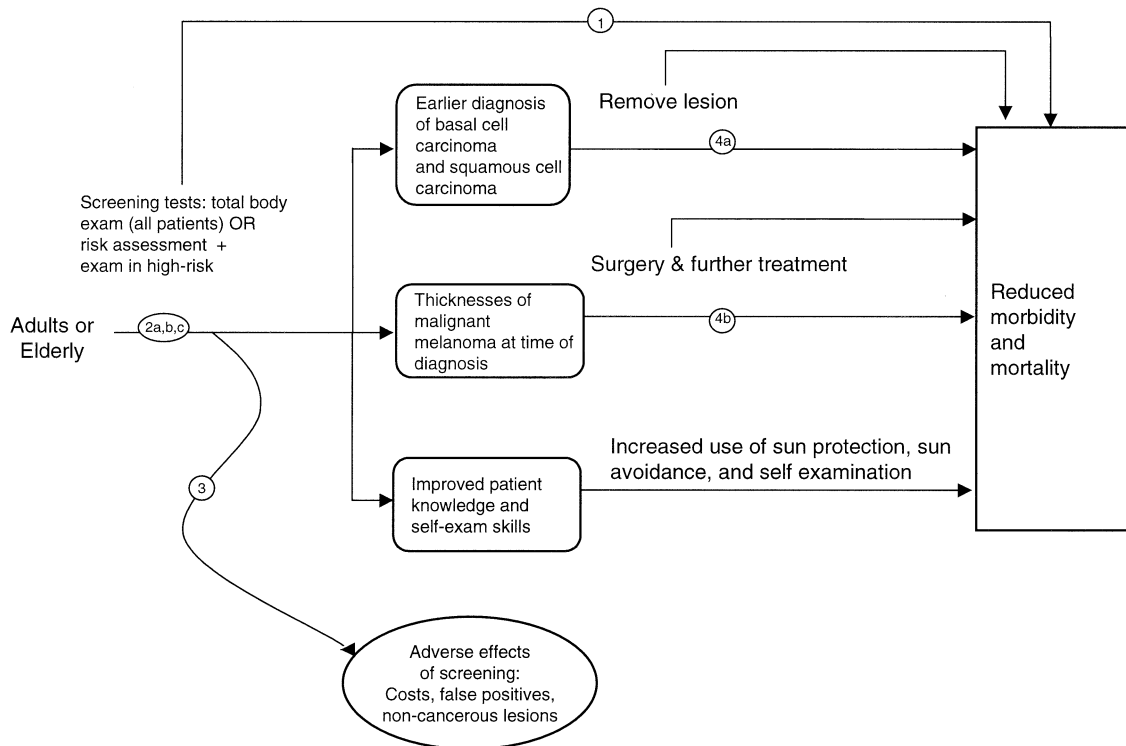 1
Remove lesion
Earlier diagnosis
of basal cell
carcinoma
and squamous cell
carcinoma
4a
Screening tests: total body
exam (all patients) OR
risk assessment +
exam in high-risk
Surgery & further treatment
Adults or
Elderly
2a,b,c
Thicknesses of
malignant
melanoma at time of
diagnosis
4b
Reduced
morbidity
and
mortality
3
Improved patient
knowledge and
self-exam skills
Increased use of sun protection, sun
avoidance, and self examination
Adverse effects
of screening:
Costs, false positives,
non-cancerous lesions